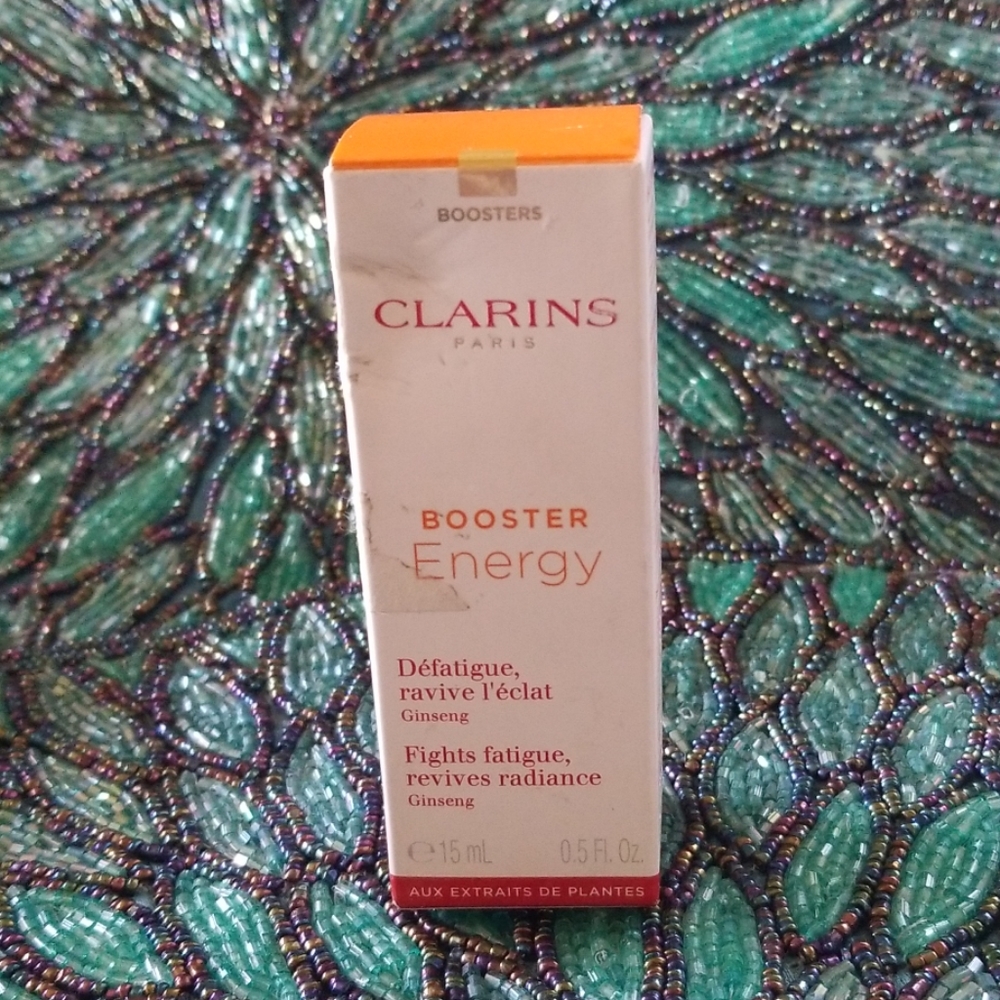 BOOSTERS
CLARINS
PARIS
BOOSTER
Energy
Défatigue,
ravive l'éclat
Ginseng
Fights fatigue,
revives radiance
Ginseng
℮15 mL 0.5 Fl. Oz.
AUX EXTRAITS DE PLANTES